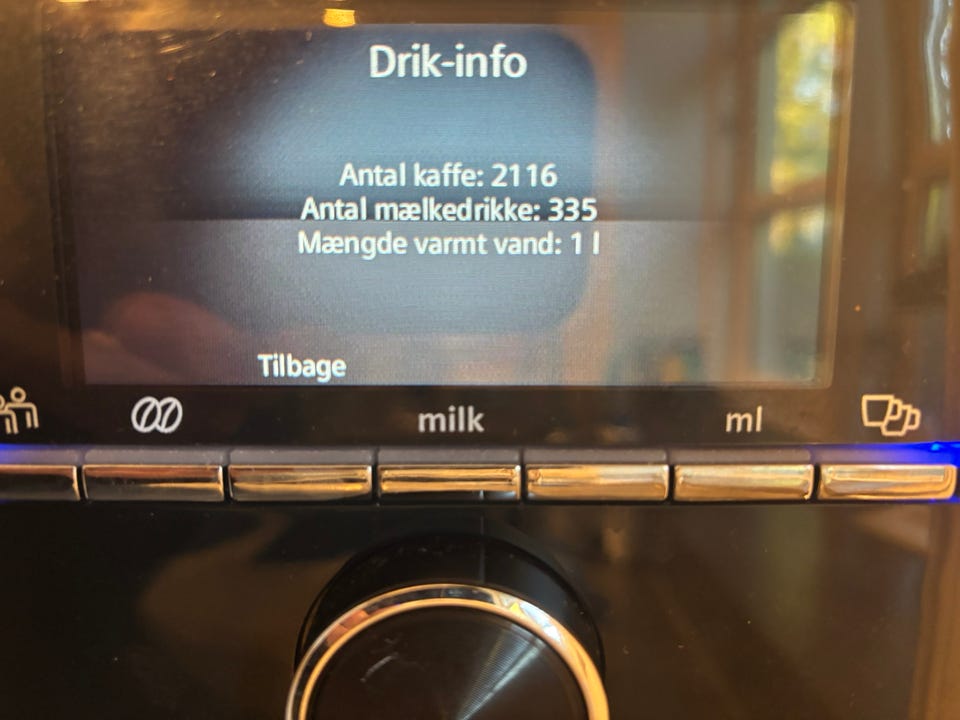 Drik-info
Antal kaffe: 2116
Antal mælkedrikke: 335
Mængde varmt vand: 1 l
Tilbage
milk
ml